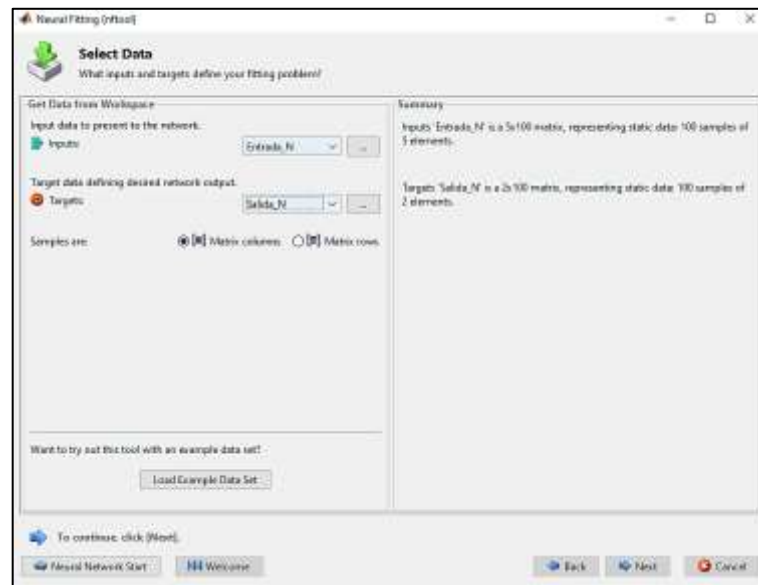 Neural Fitting (nftool)
Select Data
What inputs and targets define your fitting problem?
Get Data from Workspace
Input data to present to the network.
Inputs:
Entrada_N
...
Target data defining desired network output.
Targets:
Salida_N
...
Samples are:
Matrix columns
Matrix rows
Want to try out this tool with an example data set?
Load Example Data Set
Summary
Inputs 'Entrada_N' is a 5x100 matrix, representing static data: 100 samples of
5 elements.
Targets 'Salida_N' is a 2x100 matrix, representing static data: 100 samples of
2 elements.
To continue, click [Next].
Neural Network Start
Welcome
Back
Next
Cancel